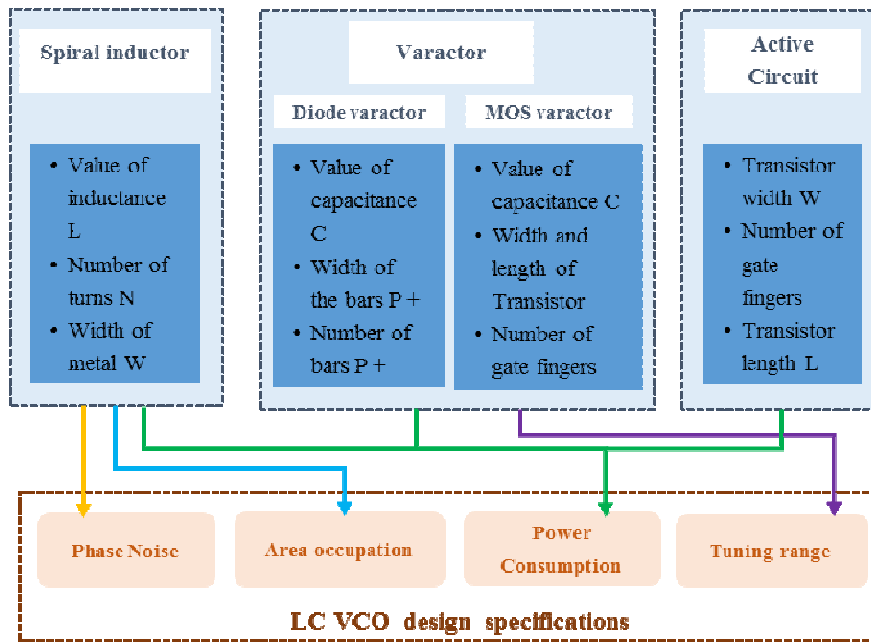 Spiral inductor
• Value of
inductance
L
• Number of
turns N
• Width of
metal W
Varactor
Diode varactor
• Value of
capacitance
C
• Width of
the bars P +
• Number of
bars P +
MOS varactor
• Value of
capacitance C
• Width and
length of
Transistor
• Number of
gate fingers
Active
Circuit
• Transistor
width W
• Number of
gate
fingers
• Transistor
length L
Phase Noise
Area occupation
Power
Consumption
Tuning range
LC VCO design specifications